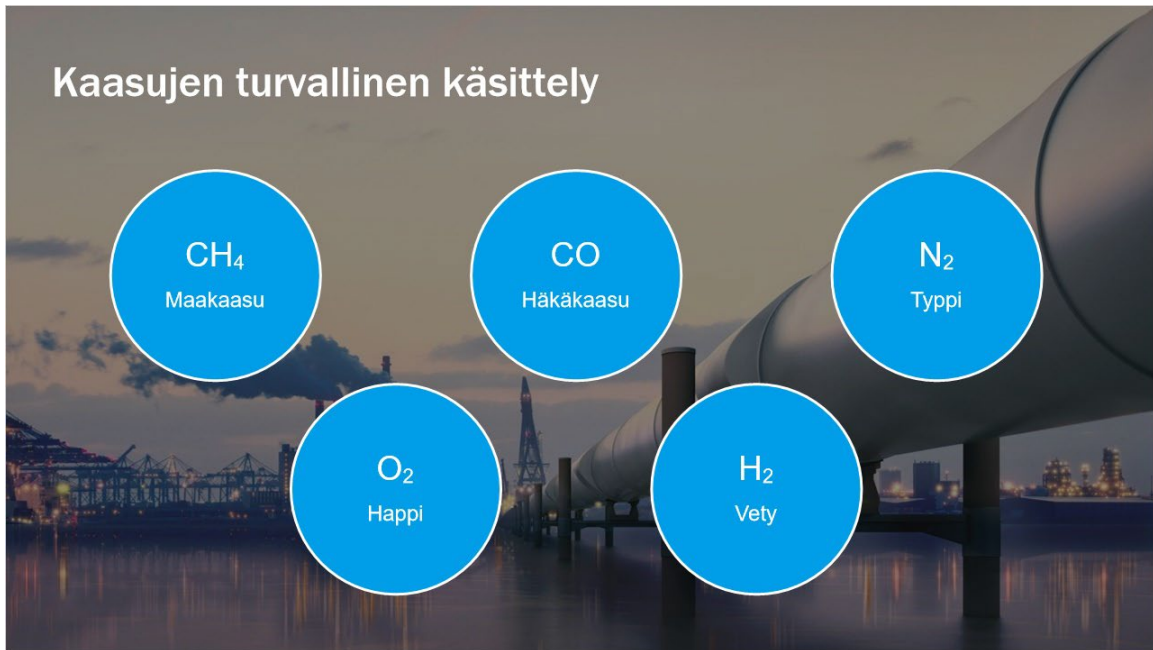 Kaasujen turvallinen käsittely
CH₄
Maakaasu
CO
Häkäkaasu
N₂
Typpi
O₂
Happi
H₂
Vety